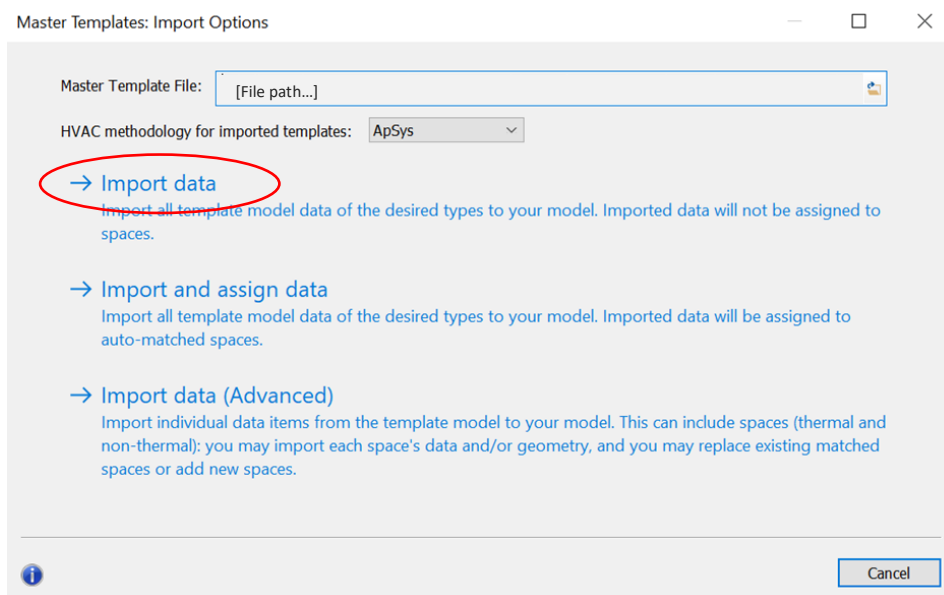 Master Templates: Import Options
Master Template File:
[File path...]
HVAC methodology for imported templates:
ApSys
Import data
Import all template model data of the desired types to your model. Imported data will not be assigned to
spaces.
Import and assign data
Import all template model data of the desired types to your model. Imported data will be assigned to
auto-matched spaces.
Import data (Advanced)
Import individual data items from the template model to your model. This can include spaces (thermal and
non-thermal): you may import each space's data and/or geometry, and you may replace existing matched
spaces or add new spaces.
Cancel